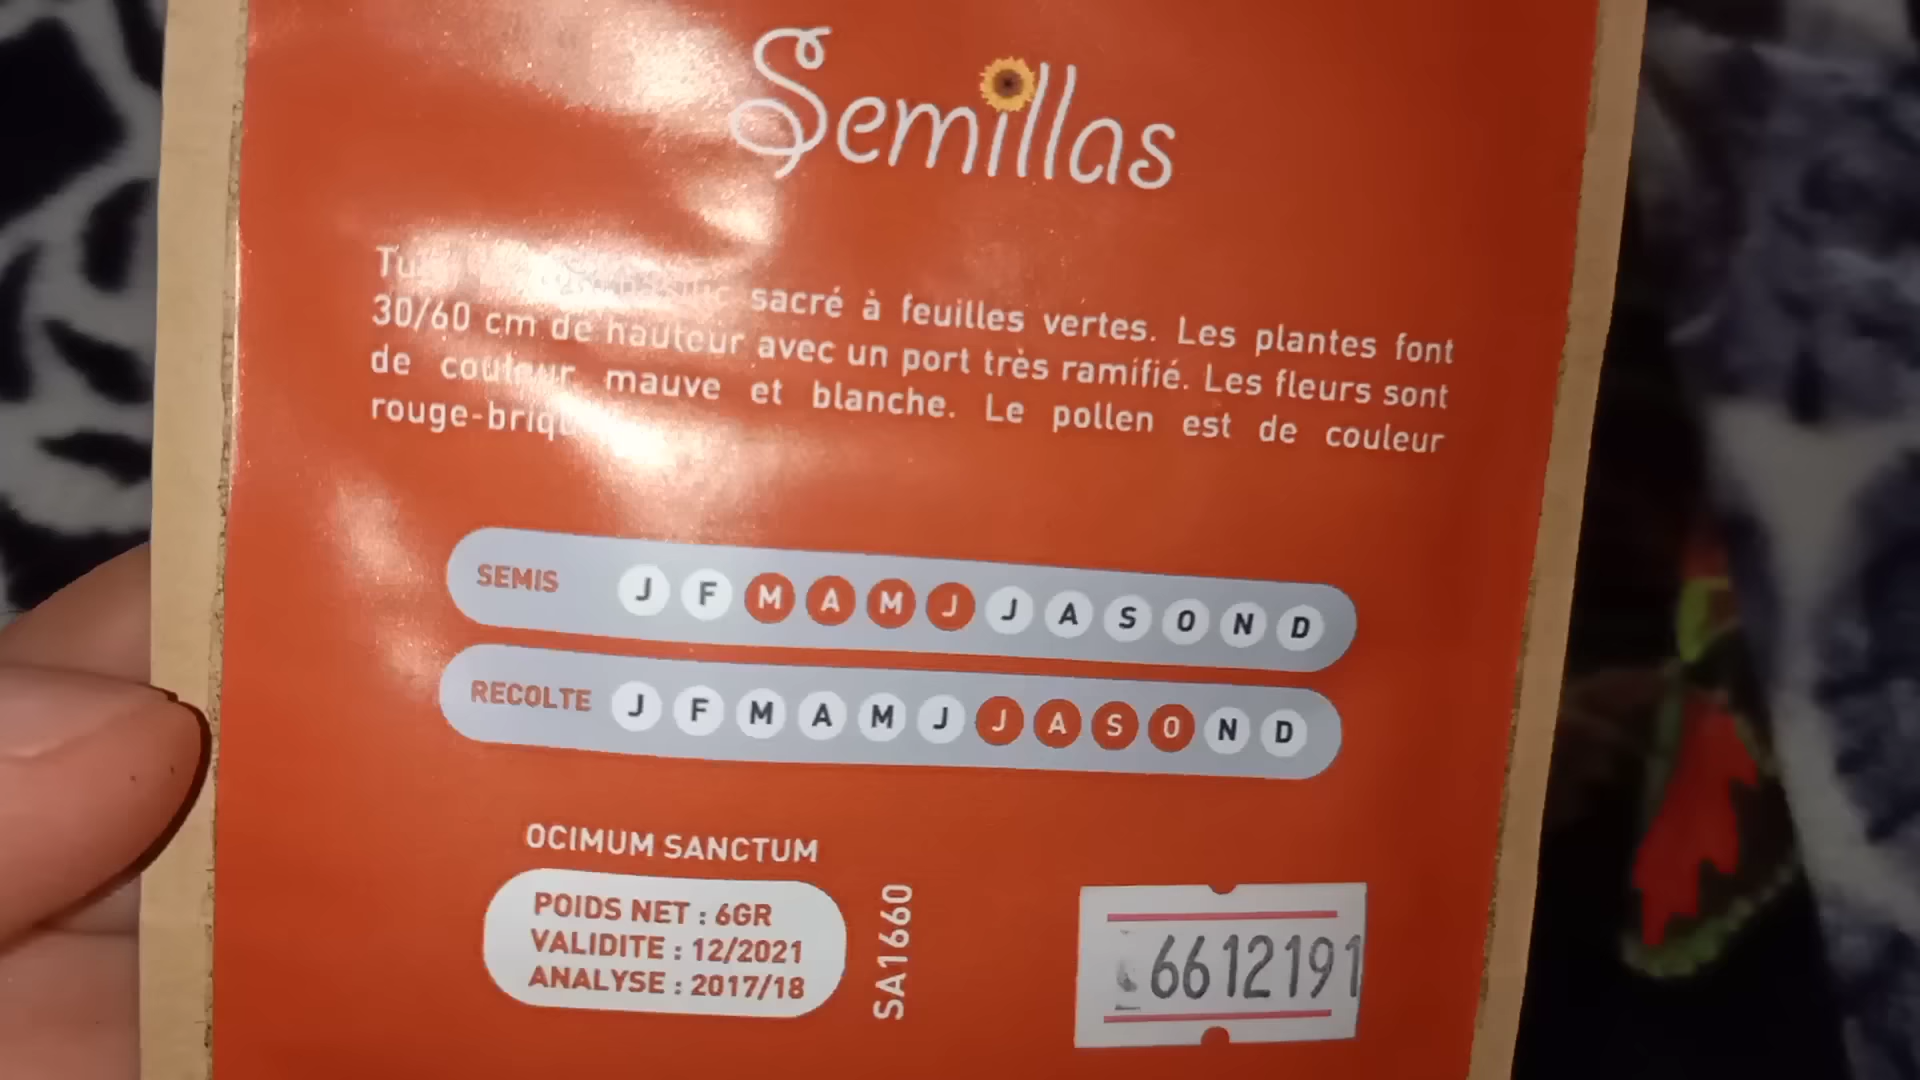 Semillas
sacré à feuilles vertes. Les plantes font
30/60 cm de hauteur avec un port très ramifié. Les fleurs sont
de couleur mauve et blanche. Le pollen est de couleur
SEMIS J F M A M J J A S O N D
RECOLTE J F M A M J J A S O N D
OCIMUM SANCTUM
POIDS NET : 6GR
VALIDITE : 12/2021
ANALYSE : 2017/18
SA1660
6612191